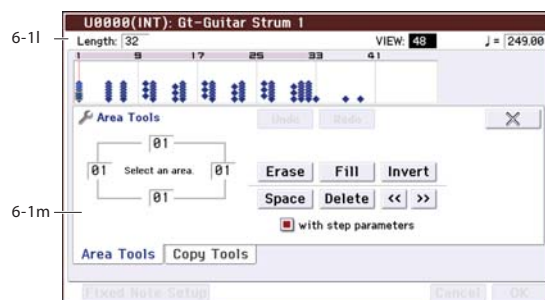 U0000(INT): Gt-Guitar Strum 1
6-1l
Length: 32 VIEW: 48 ♩= 249.00
1 9 17 25 33 41
Area Tools Undo Redo
01
01 Select an area. 01 Erase Fill Invert
01 Space Delete << >>
6-1m
with step parameters
Area Tools Copy Tools
Fixed Note Setup Cancel OK